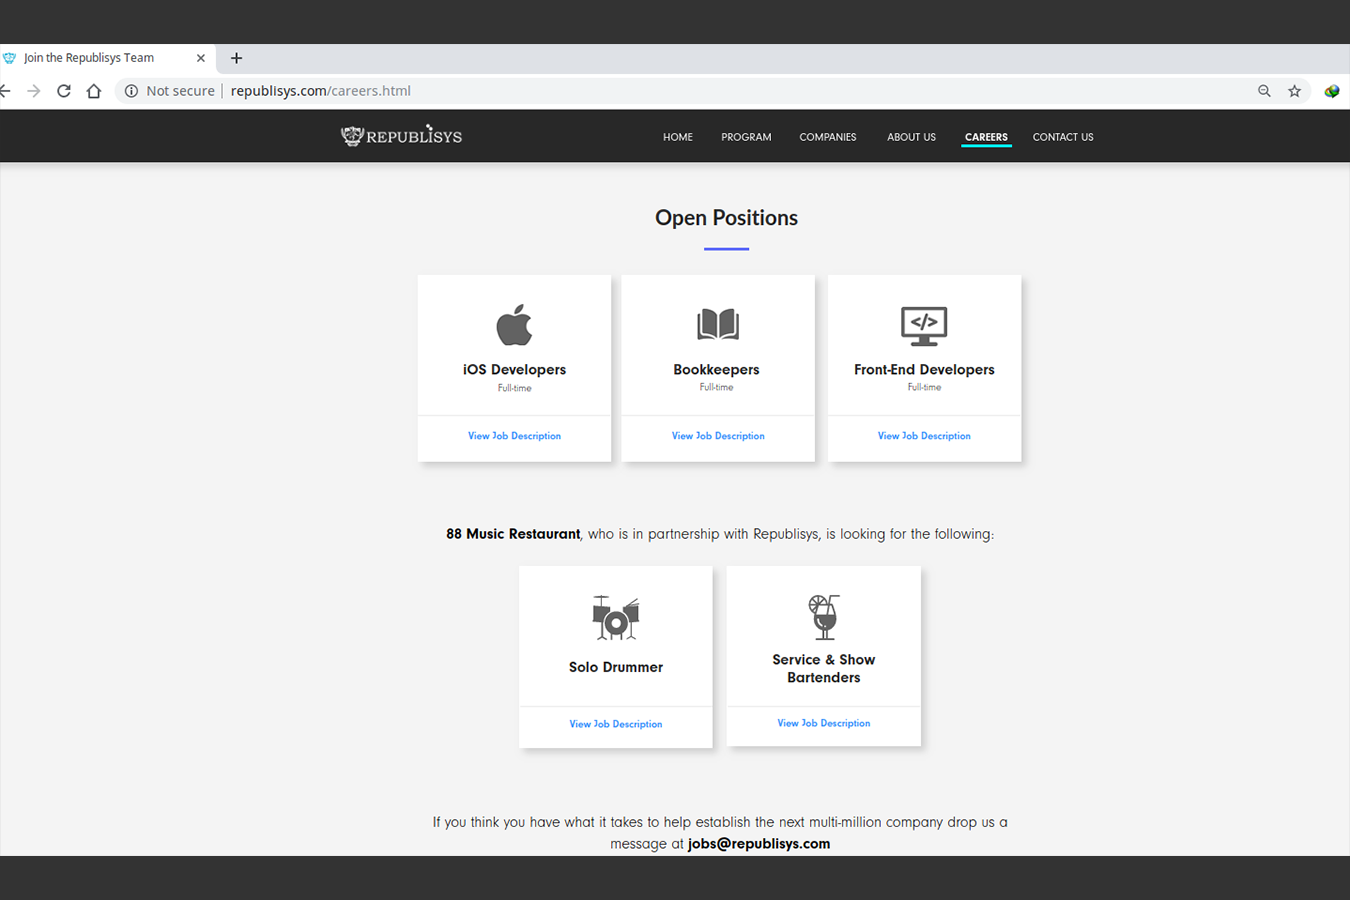 Join the Republisys Team
Not secure republisys.com/careers.html
REPUBLISYS HOME PROGRAM COMPANIES ABOUT US CAREERS CONTACT US
Open Positions
</>
iOS Developers
Full-time
View Job Description
Bookkeepers
Full-time
View Job Description
Front-End Developers
Full-time
View Job Description
88 Music Restaurant, who is in partnership with Republisys, is looking for the following:
Solo Drummer
View Job Description
Service & Show
Bartenders
View Job Description
If you think you have what it takes to help establish the next multi-million company drop us a
message at jobs@republisys.com